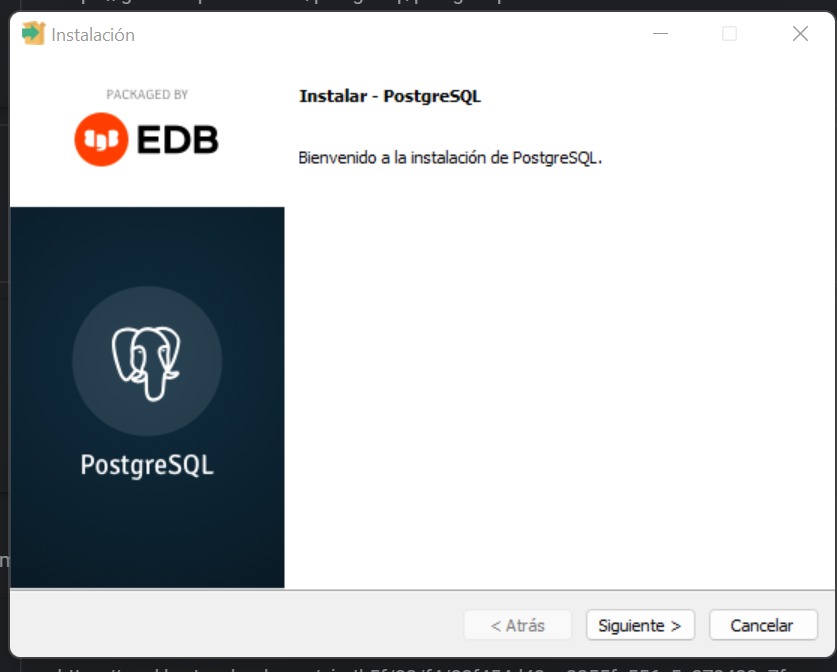 Instalación
PACKAGED BY
EDB
Instalar - PostgreSQL
Bienvenido a la instalación de PostgreSQL.
PostgreSQL
< Atrás
Siguiente >
Cancelar